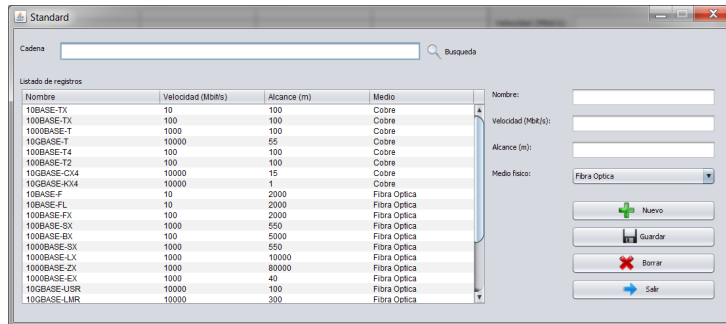 Standard
Cadena
Busqueda
Listado de registros
Nombre Velocidad (Mbit/s) Alcance (m) Medio
10BASE-TX 10 100 Cobre
100BASE-TX 100 100 Cobre
1000BASE-T 1000 100 Cobre
10GBASE-T 10000 55 Cobre
100BASE-T4 100 100 Cobre
100BASE-T2 100 100 Cobre
10GBASE-CX4 10000 15 Cobre
10GBASE-KX4 10000 1 Cobre
10BASE-F 10 2000 Fibra Optica
10BASE-FL 10 2000 Fibra Optica
100BASE-FX 100 2000 Fibra Optica
100BASE-SX 1000 550 Fibra Optica
100BASE-BX 100 5000 Fibra Optica
1000BASE-SX 1000 550 Fibra Optica
1000BASE-LX 1000 10000 Fibra Optica
1000BASE-ZX 1000 80000 Fibra Optica
1000BASE-EX 1000 40 Fibra Optica
10GBASE-USR 10000 100 Fibra Optica
10GBASE-LMR 10000 300 Fibra Optica
Nombre:
Velocidad (Mbit/s):
Alcance (m):
Medio fisico: Fibra Optica
Nuevo
Guardar
Borrar
Salir